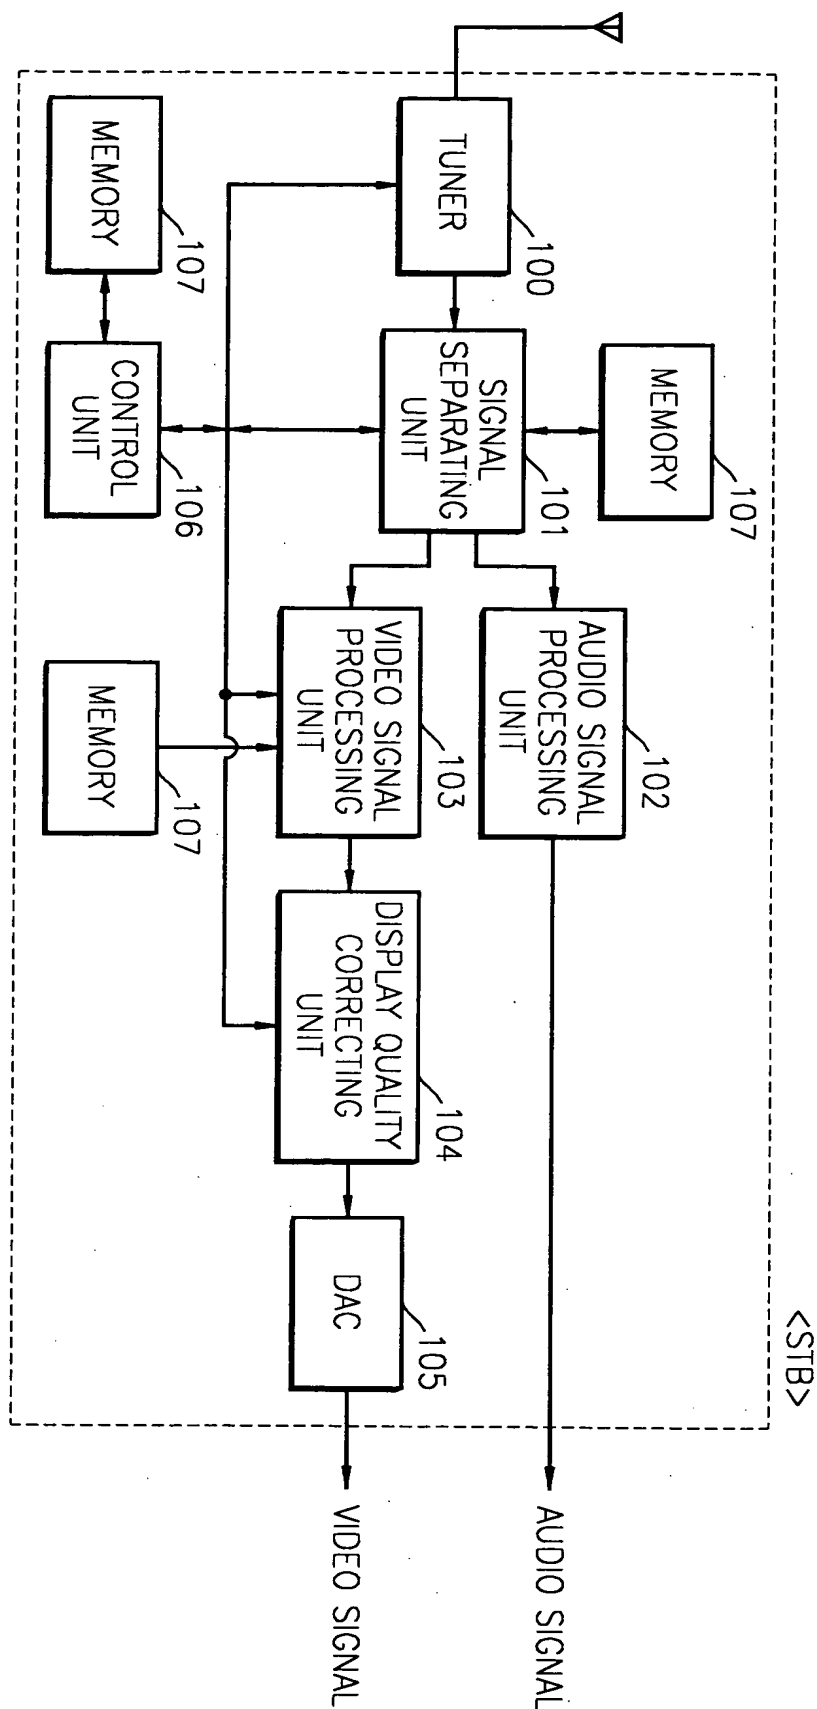 <STB>
MEMORY
107
TUNER
100
SIGNAL
SEPARATING
UNIT
101
AUDIO SIGNAL
PROCESSING
UNIT
102
AUDIO SIGNAL
VIDEO SIGNAL
PROCESSING
UNIT
103
DISPLAY QUALITY
CORRECTING
UNIT
104
DAC
105
VIDEO SIGNAL
MEMORY
107
CONTROL
UNIT
106
MEMORY
107